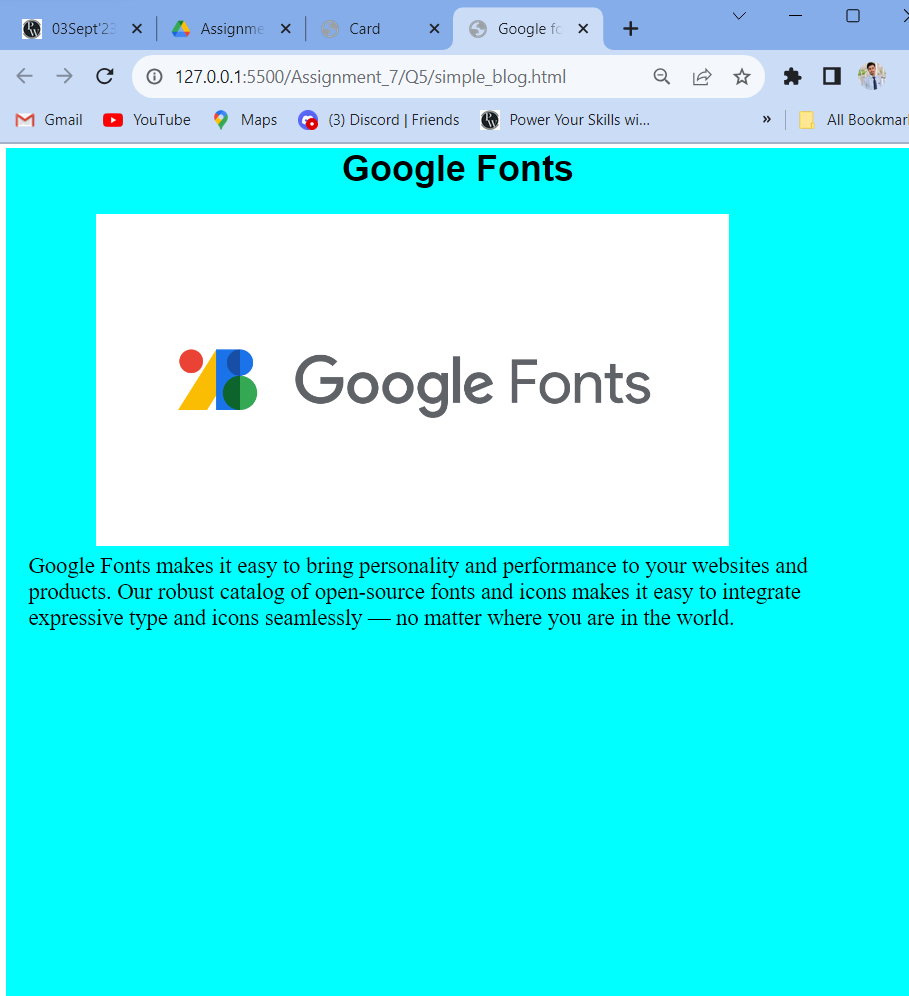 03Sept'23
Assignme
Card
Google fo
127.0.0.1:5500/Assignment_7/Q5/simple_blog.html
Gmail
YouTube
Maps
(3) Discord | Friends
Power Your Skills wi...
»
All Bookmar
Google Fonts
Google Fonts
Google Fonts makes it easy to bring personality and performance to your websites and
products. Our robust catalog of open-source fonts and icons makes it easy to integrate
expressive type and icons seamlessly — no matter where you are in the world.